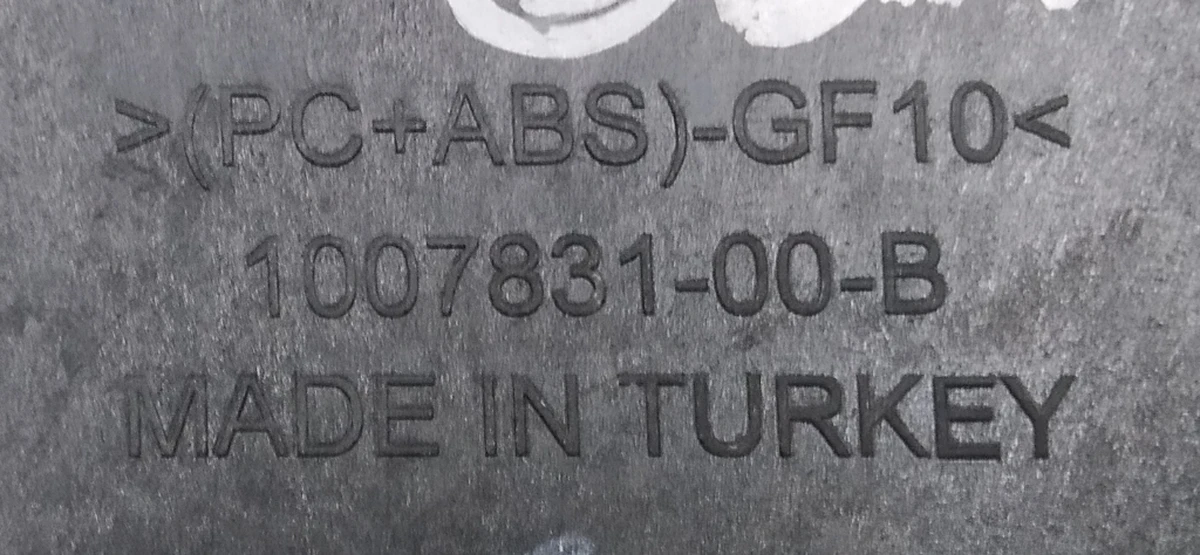 >(PC+ABS)-GF10<
1007831-00-B
MADE IN TURKEY